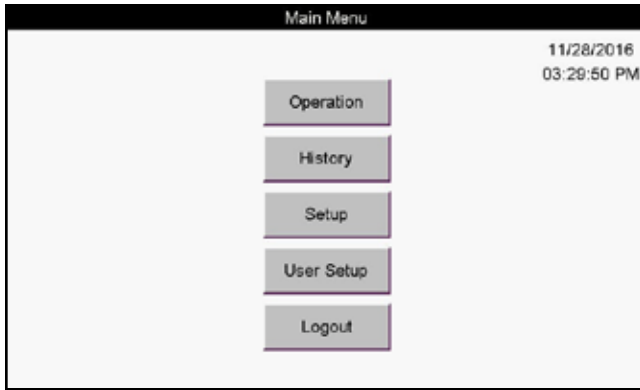 Main Menu
11/28/2016
03:29:50 PM
Operation
History
Setup
User Setup
Logout